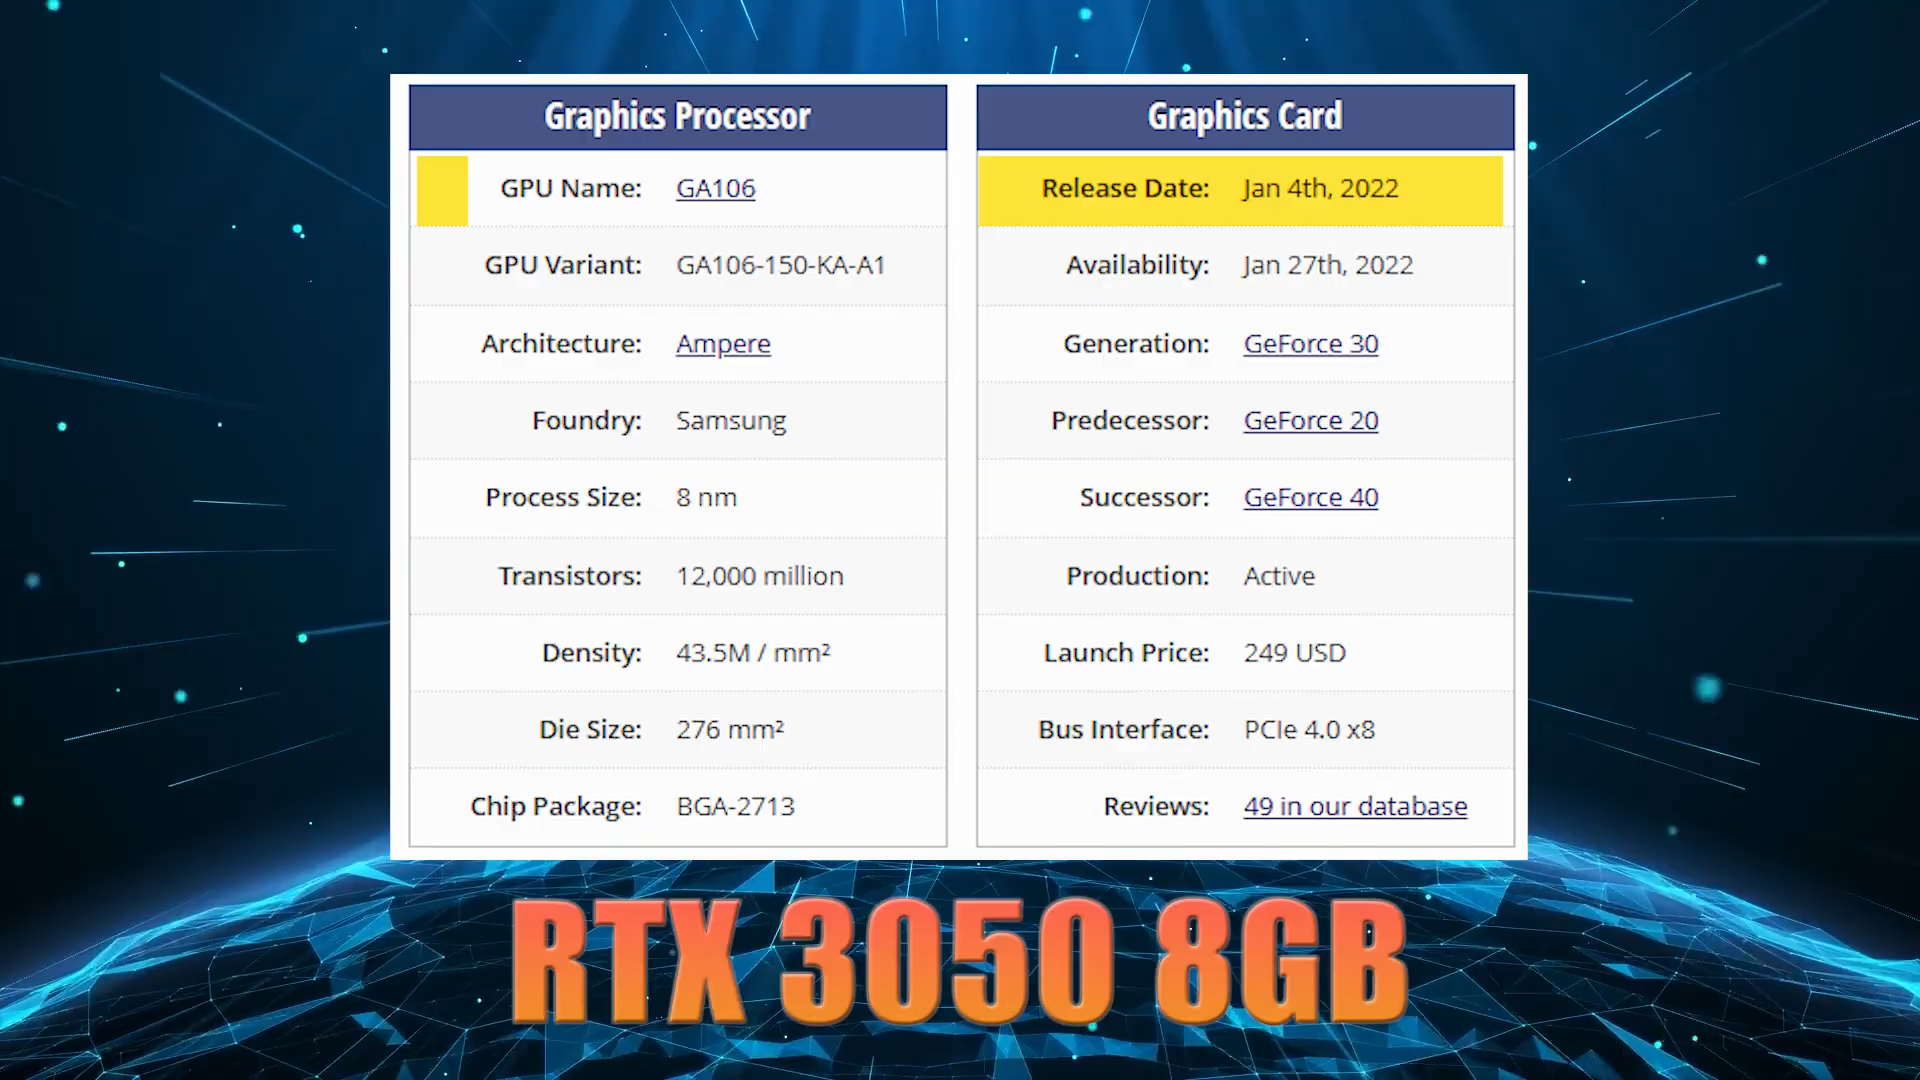 Graphics Processor
GPU Name: GA106
GPU Variant: GA106-150-KA-A1
Architecture: Ampere
Foundry: Samsung
Process Size: 8 nm
Transistors: 12,000 million
Density: 43.5M / mm²
Die Size: 276 mm²
Chip Package: BGA-2713
Graphics Card
Release Date: Jan 4th, 2022
Availability: Jan 27th, 2022
Generation: GeForce 30
Predecessor: GeForce 20
Successor: GeForce 40
Production: Active
Launch Price: 249 USD
Bus Interface: PCIe 4.0 x8
Reviews: 49 in our database
RTX 3050 8GB